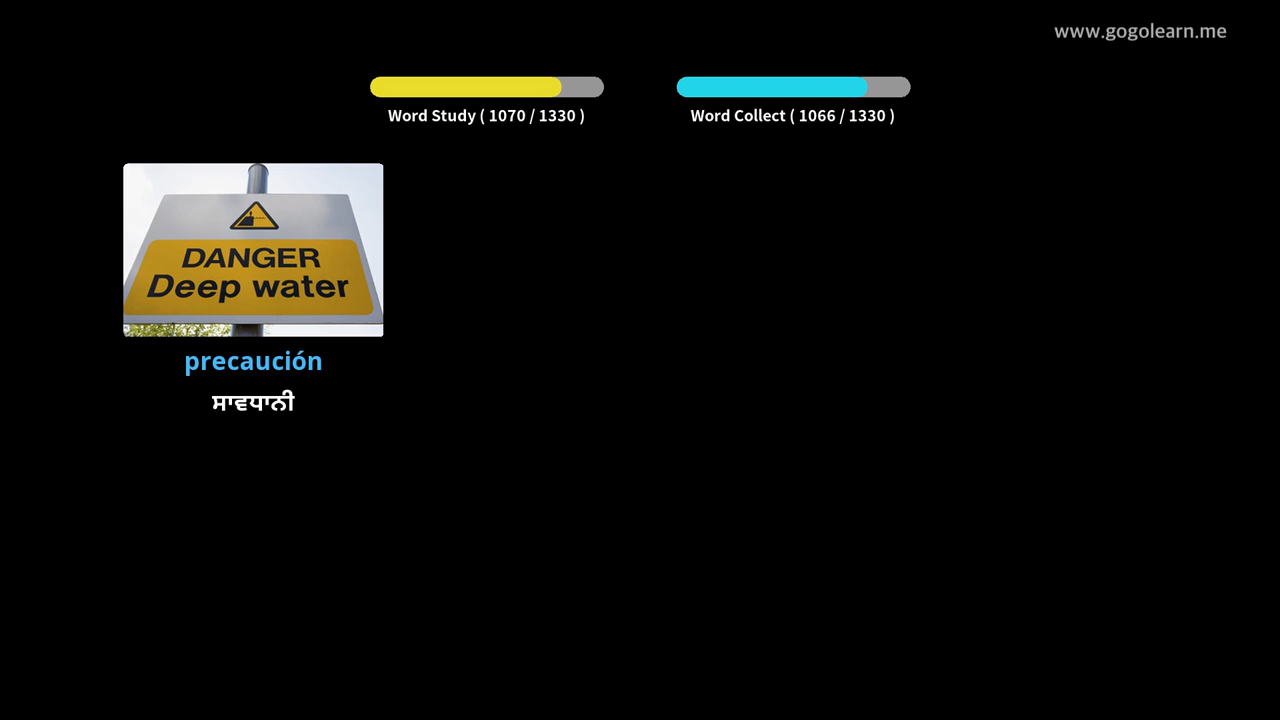 www.gogolearn.me
Word Study ( 1070 / 1330 )
Word Collect ( 1066 / 1330 )
DANGER
Deep water
precaución
ਸਾਵਧਾਨੀ